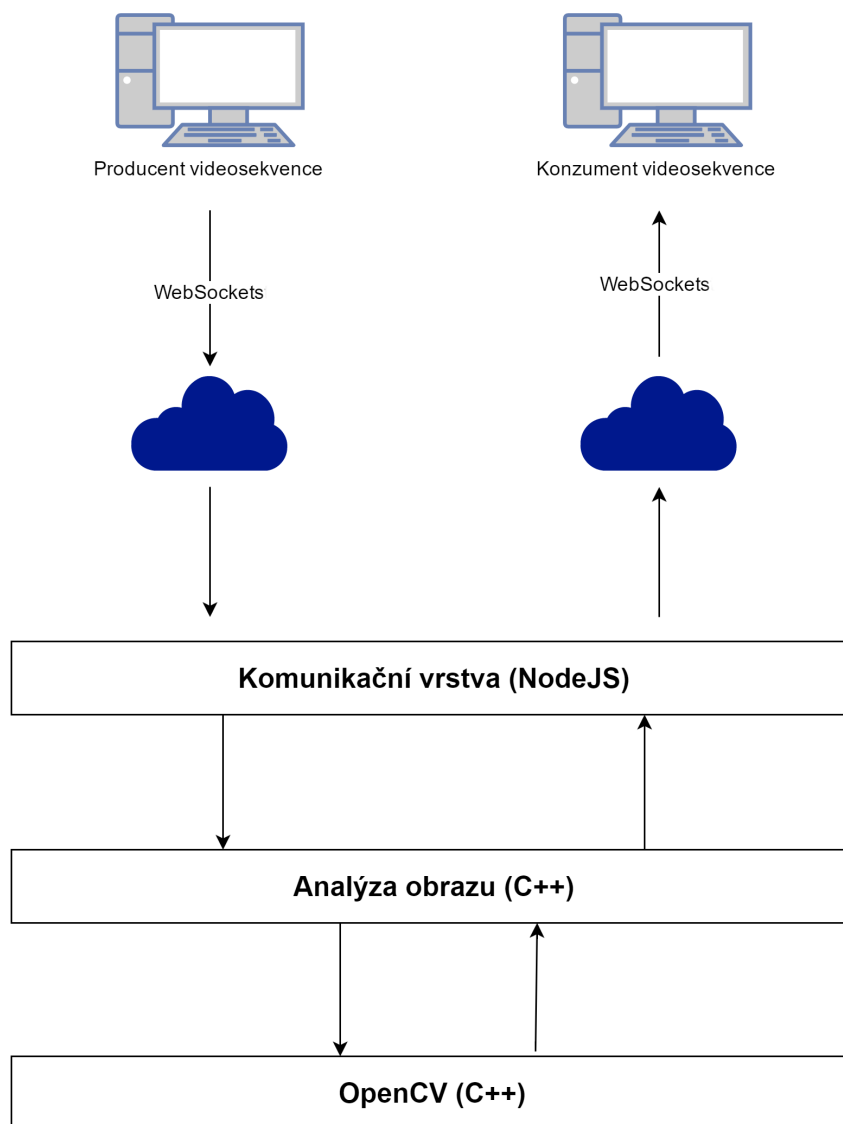 Producent videosekvence
Konzument videosekvence
WebSockets
WebSockets
Komunikační vrstva (NodeJS)
Analýza obrazu (C++)
OpenCV (C++)